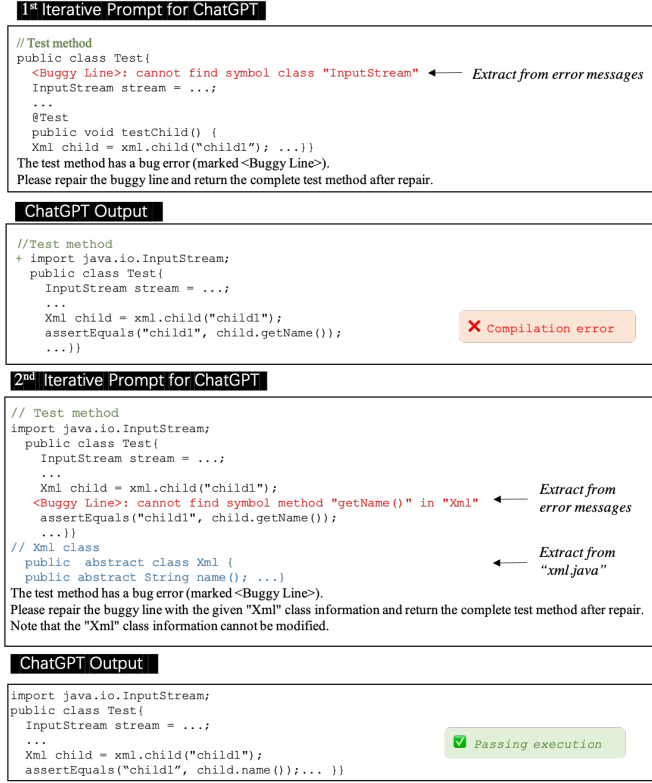 1st Iterative Prompt for ChatGPT
// Test method
public class Test{
<Buggy Line>: cannot find symbol class "InputStream"
Extract from error messages
InputStream stream = ...;
...
@Test
public void testChild() {
Xml child = xml.child(“child1”); ...}}
The test method has a bug error (marked <Buggy Line>).
Please repair the buggy line and return the complete test method after repair.
ChatGPT Output
//Test method
+ import java.io.InputStream;
public class Test{
InputStream stream = ...;
...
Xml child = xml.child("child1");
assertEquals("child1", child.getName());
...}}
❌ Compilation error
2nd Iterative Prompt for ChatGPT
// Test method
import java.io.InputStream;
public class Test{
InputStream stream = ...;
...
Xml child = xml.child("child1");
<Buggy Line>: cannot find symbol method "getName()" in "Xml"
assertEquals("child1", child.getName());
...}}
Extract from
error messages
// Xml class
public abstract class Xml {
public abstract String name(); ...}
Extract from
“xml.java”
The test method has a bug error (marked <Buggy Line>).
Please repair the buggy line with the given "Xml" class information and return the complete test method after repair.
Note that the "Xml" class information cannot be modified.
ChatGPT Output
import java.io.InputStream;
public class Test{
InputStream stream = ...;
...
Xml child = xml.child("child1");
assertEquals(“child1”, child.name());... }}
✅ Passing execution